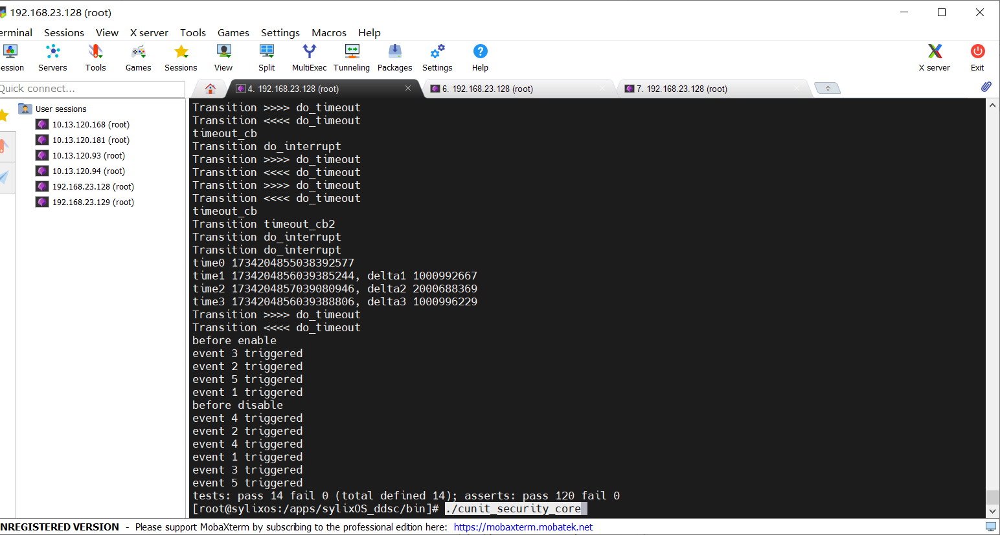 192.168.23.128 (root)
erminal Sessions View X server Tools Games Settings Macros Help
ession Servers Tools Games Sessions View Split MultiExec Tunneling Packages Settings Help X server Exit
Quick connect...
4. 192.168.23.128 (root)
6. 192.168.23.128 (root)
7. 192.168.23.128 (root)
User sessions
10.13.120.168 (root)
10.13.120.181 (root)
10.13.120.93 (root)
10.13.120.94 (root)
192.168.23.128 (root)
192.168.23.129 (root)
Transition >>>> do_timeout
Transition <<<< do_timeout
timeout_cb
Transition do_interrupt
Transition >>>> do_timeout
Transition <<<< do_timeout
Transition >>>> do_timeout
Transition <<<< do_timeout
timeout_cb
Transition timeout_cb2
Transition do_interrupt
Transition do_interrupt
time0 1734204855038392577
time1 1734204856039385244, delta1 1000992667
time2 1734204857039080946, delta2 2000688369
time3 1734204856039388806, delta3 1000996229
Transition >>>> do_timeout
Transition <<<< do_timeout
before enable
event 3 triggered
event 2 triggered
event 5 triggered
event 1 triggered
before disable
event 4 triggered
event 2 triggered
event 4 triggered
event 1 triggered
event 3 triggered
event 5 triggered
tests: pass 14 fail 0 (total defined 14); asserts: pass 120 fail 0
[root@sylixos:/apps/sylixOS_ddsc/bin]# ./cunit_security_core
NREGISTERED VERSION - Please support MobaXterm by subscribing to the professional edition here: https://mobaxterm.mobatek.net